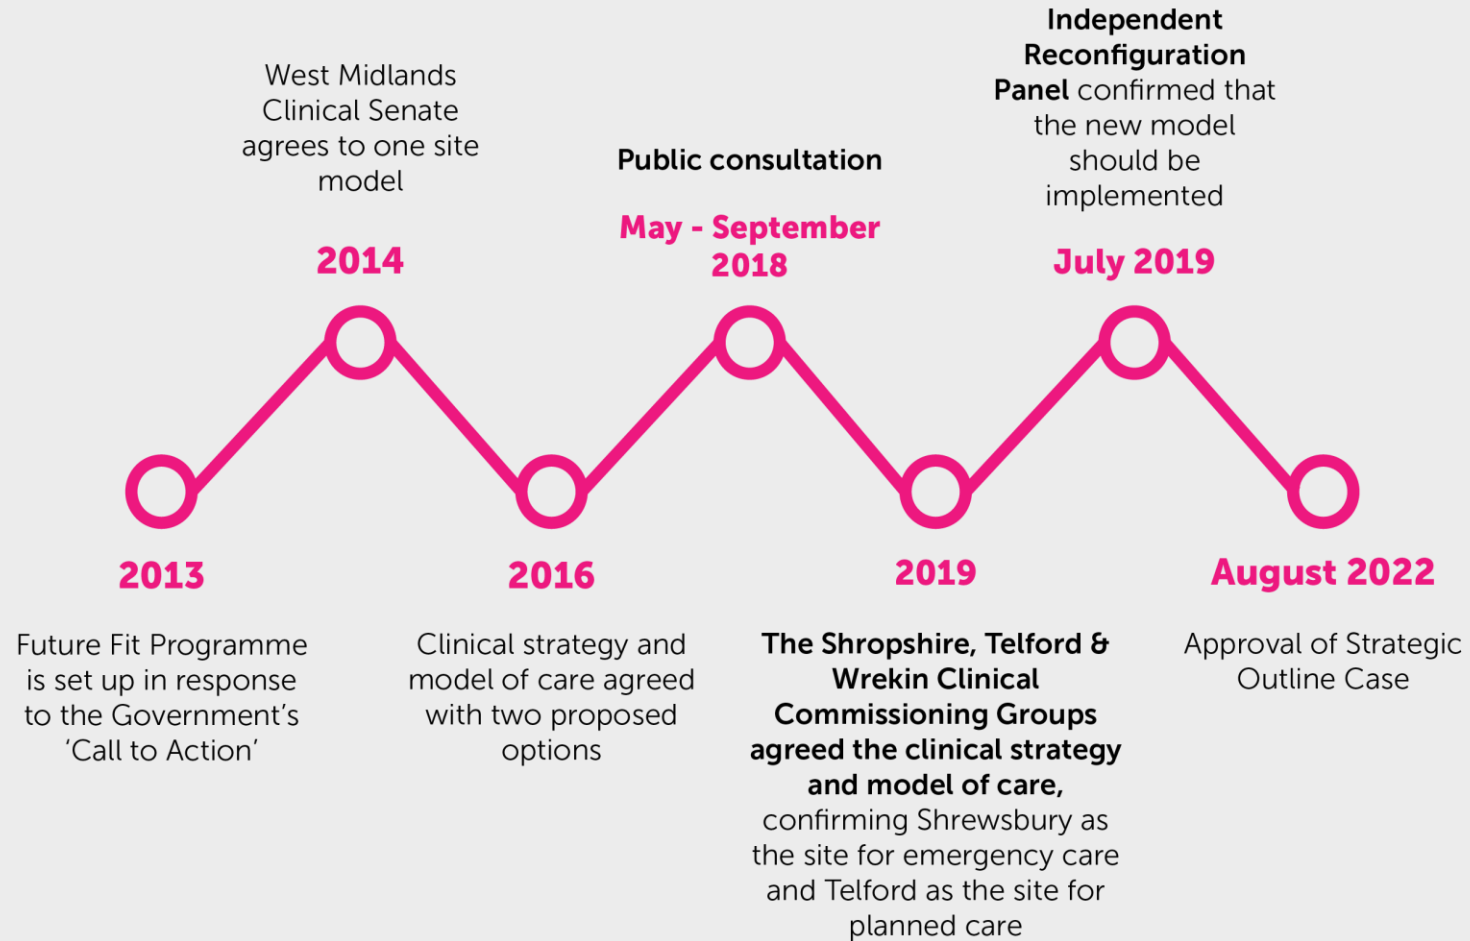 2013
Future Fit Programme
is set up in response
to the Government’s
‘Call to Action’
West Midlands
Clinical Senate
agrees to one site
model
2014
2016
Clinical strategy and
model of care agreed
with two proposed
options
Public consultation
May - September
2018
2019
The Shropshire, Telford &
Wrekin Clinical
Commissioning Groups
agreed the clinical strategy
and model of care,
confirming Shrewsbury as
the site for emergency care
and Telford as the site for
planned care
Independent
Reconfiguration
Panel confirmed that
the new model
should be
implemented
July 2019
August 2022
Approval of Strategic
Outline Case